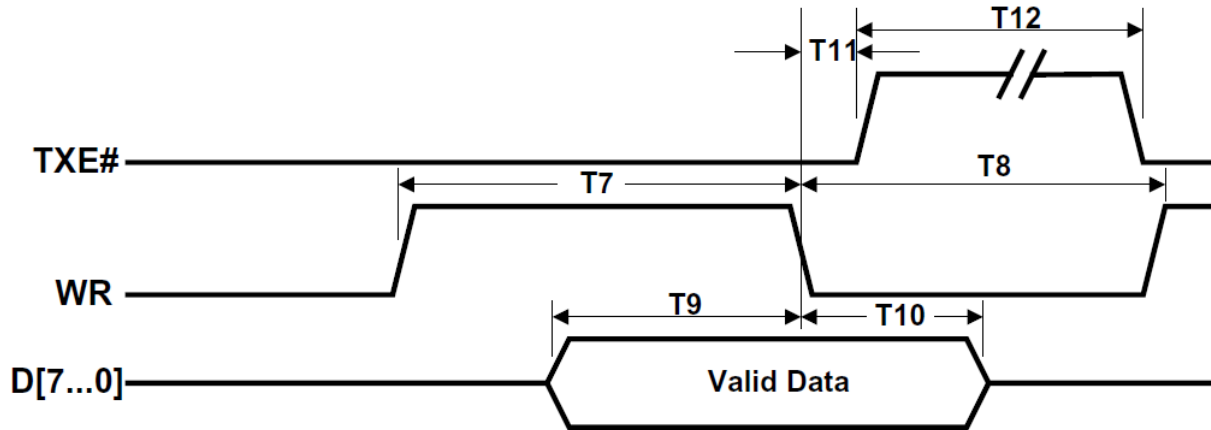 T12
T11
TXE#
T7
T8
WR
T9
T10
D[7...0]
Valid Data